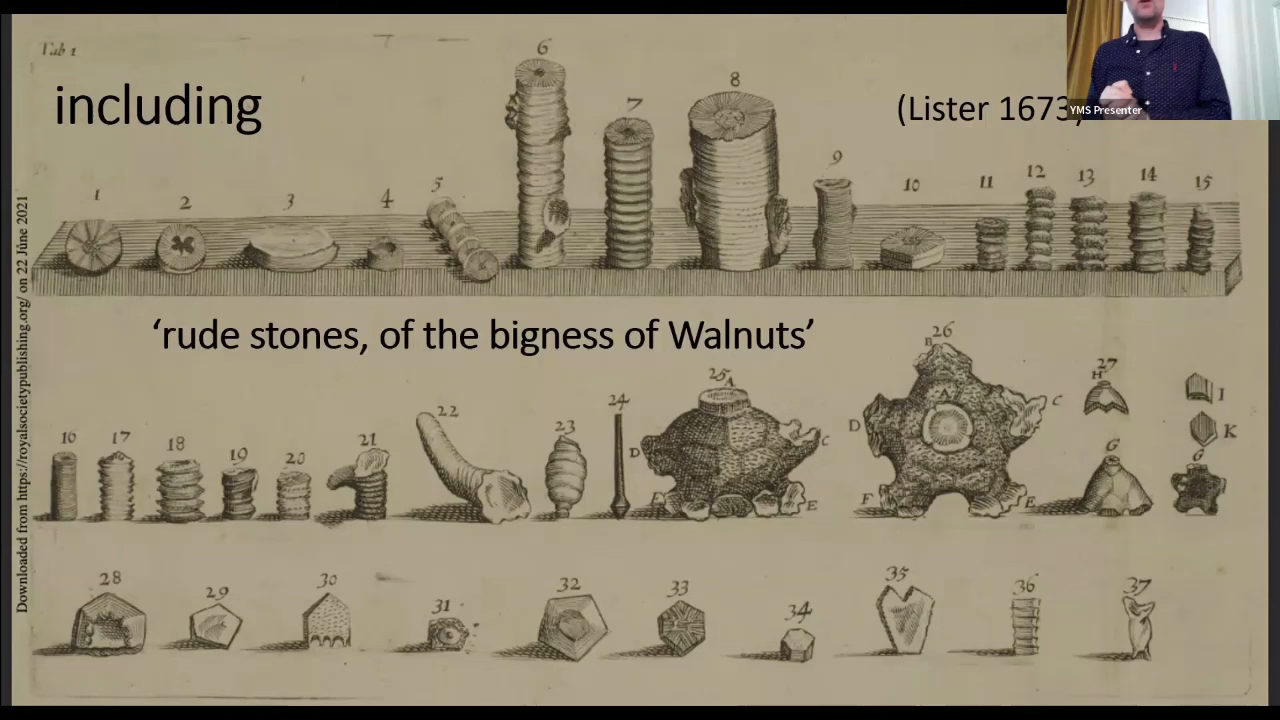 Tab 1
including
(Lister 1673)
YMS Presenter
6
7
8
9
1
2
3
4
5
10
11
12
13
14
15
Downloaded from https://royalsocietypublishing.org/ on 22 June 2021
‘rude stones, of the bigness of Walnuts’
16
17
18
19
20
21
22
23
24
25
A
D
C
E
26
B
A
D
C
F
E
27
H
G
I
K
G
28
29
30
31
32
33
34
35
36
37